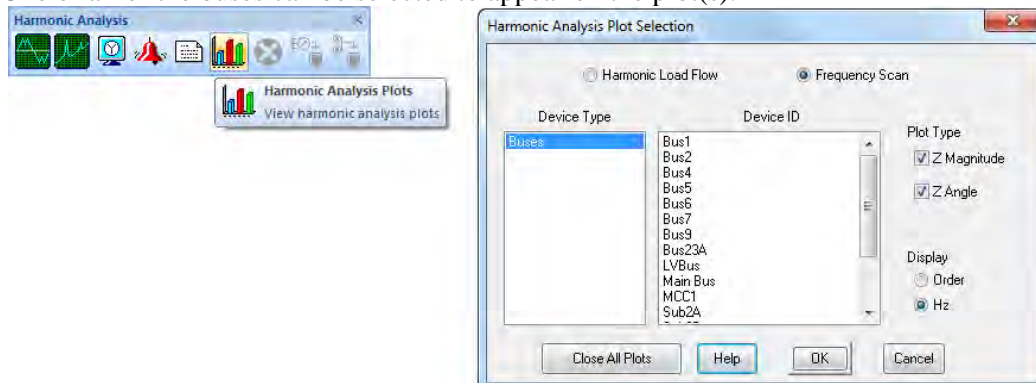 Harmonic Analysis
Harmonic Analysis Plots
View harmonic analysis plots
Harmonic Analysis Plot Selection
Harmonic Load Flow
Frequency Scan
Device Type
Device ID
Plot Type
Buses
Bus1
Bus2
Bus4
Bus5
Bus6
Bus7
Bus9
Bus23A
LVBus
Main Bus
MCC1
Sub2A
Z Magnitude
Z Angle
Display
Order
Hz
Close All Plots
Help
OK
Cancel